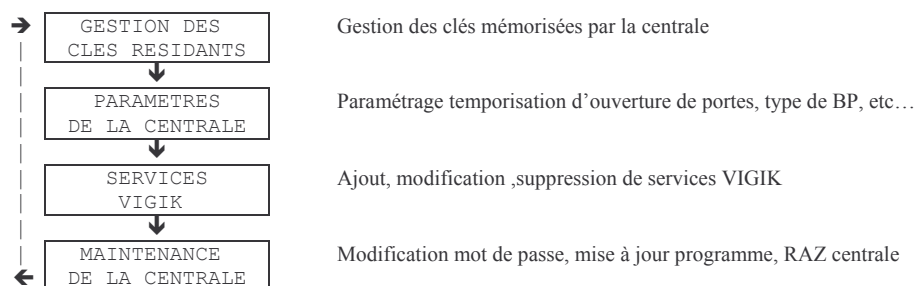 GESTION DES
CLES RESIDANTS
Gestion des clés mémorisées par la centrale
PARAMETRES
DE LA CENTRALE
Paramétrage temporisation d’ouverture de portes, type de BP, etc…
SERVICES
VIGIK
Ajout, modification ,suppression de services VIGIK
MAINTENANCE
DE LA CENTRALE
Modification mot de passe, mise à jour programme, RAZ centrale